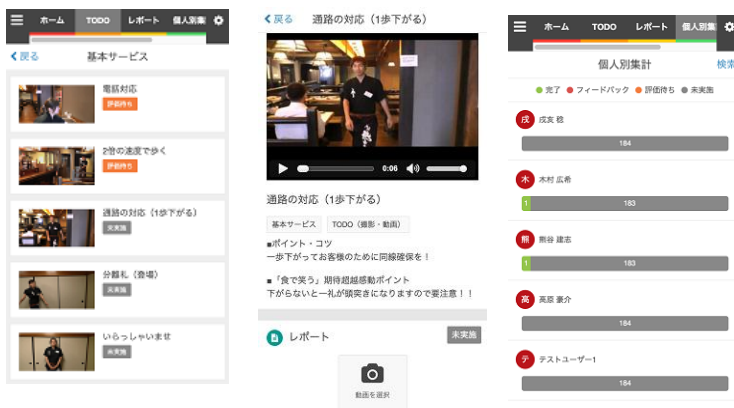 ホーム
TODO
レポート
個人別集
戻る
基本サービス
電話対応
評価待ち
2倍の速度で歩く
評価待ち
通路の対応（1歩下がる）
未実施
分離礼（登場）
未実施
いらっしゃいませ
未実施
戻る
通路の対応（1歩下がる）
0:06
通路の対応（1歩下がる）
基本サービス
TODO（撮影・動画）
■ポイント・コツ
一歩下がってお客様のために同線確保を！
■「食で笑う」期待超越感動ポイント
下がらないと一礼が頭突きになりますので要注意！！
レポート
未実施
動画を選択
ホーム
TODO
レポート
個人別集
個人別集計
検索
完了
フィードバック
評価待ち
未実施
戌
戌亥 稔
184
木
木村 広希
1
183
熊
熊谷 建志
1
183
高
高原 豪介
184
テ
テストユーザー1
184